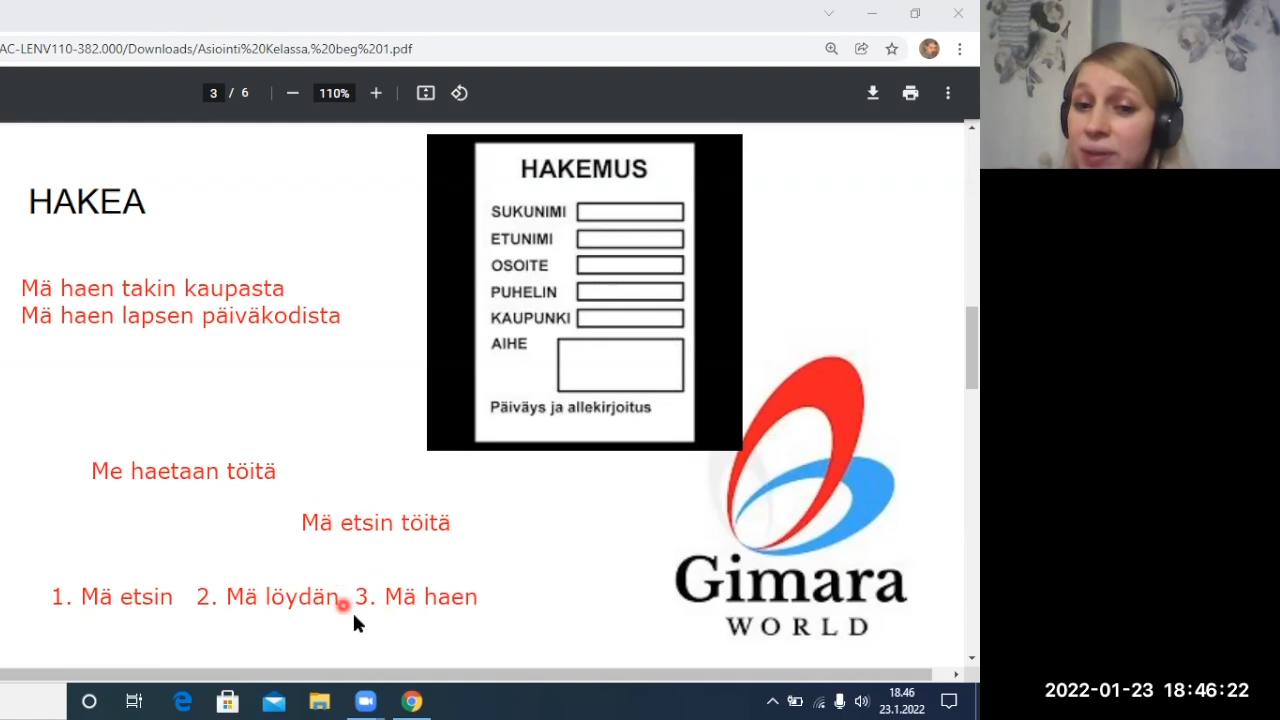 AC-LENV110-382.000/Downloads/Asiointi%20Kelassa,%20beg%201.pdf
3 / 6
110%
HAKEA
HAKEMUS
SUKUNIMI
ETUNIMI
OSOITE
PUHELIN
KAUPUNKI
AIHE
Päiväys ja allekirjoitus
Mä haen takin kaupasta
Mä haen lapsen päiväkodista
Me haetaan töitä
Mä etsin töitä
1. Mä etsin 2. Mä löydän 3. Mä haen
Gimara
WORLD
18.46
23.1.2022
2022-01-23 18:46:22